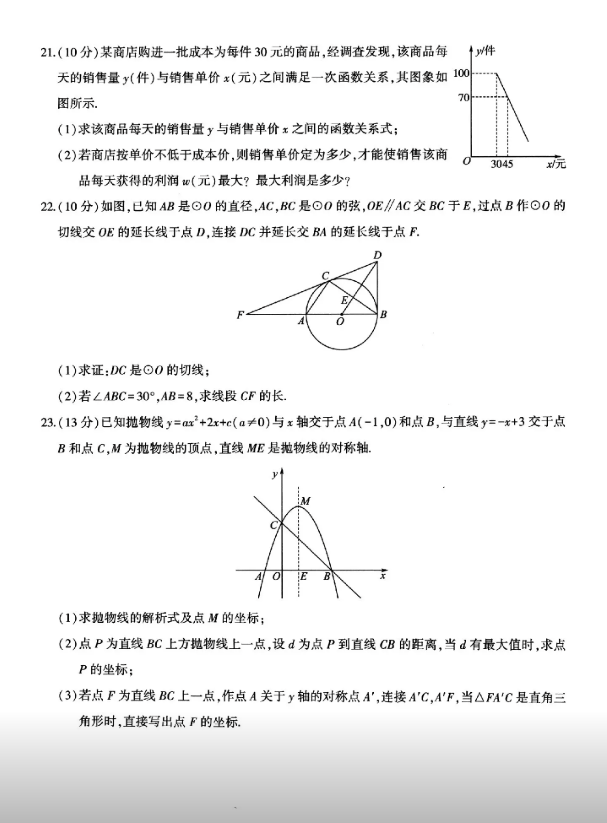 21.(10分)某商店购进一批成本为每件30元的商品,经调查发现,该商品每
天的销售量y(件)与销售单价x(元)之间满足一次函数关系,其图象如
图所示.
(1)求该商品每天的销售量y与销售单价x之间的函数关系式;
(2)若商店按单价不低于成本价,则销售单价定为多少,才能使销售该商
品每天获得的利润w(元)最大?最大利润是多少?
y/件
100
70
O
3045
x/元
22.(10分)如图,已知AB是⊙O的直径,AC,BC是⊙O的弦,OE∥AC交BC于E,过点B作⊙O的
切线交OE的延长线于点D,连接DC并延长交BA的延长线于点F.
D
C
E
F
A
O
B
(1)求证:DC是⊙O的切线;
(2)若∠ABC=30°,AB=8,求线段CF的长.
23.(13分)已知抛物线y=ax²+2x+c(a≠0)与x轴交于点A(-1,0)和点B,与直线y=-x+3交于点
B和点C,M为抛物线的顶点,直线ME是抛物线的对称轴.
y
M
C
A
O
E
B
x
(1)求抛物线的解析式及点M的坐标;
(2)点P为直线BC上方抛物线上一点,设d为点P到直线CB的距离,当d有最大值时,求点
P的坐标;
(3)若点F为直线BC上一点,作点A关于y轴的对称点A′,连接A′C,A′F,当△FA′C是直角三
角形时,直接写出点F的坐标.